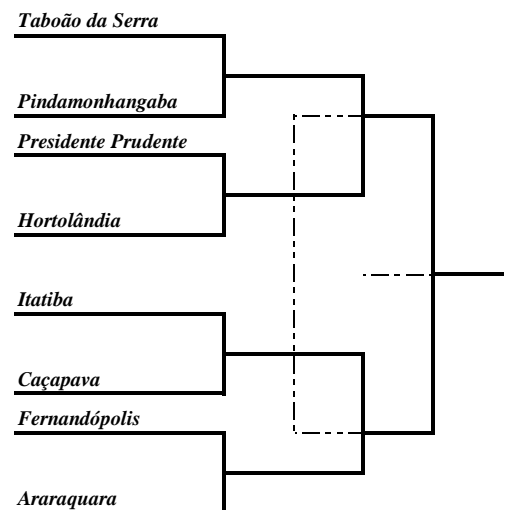 Taboão da Serra
Pindamonhangaba
Presidente Prudente
Hortolândia
Itatiba
Caçapava
Fernandópolis
Araraquara